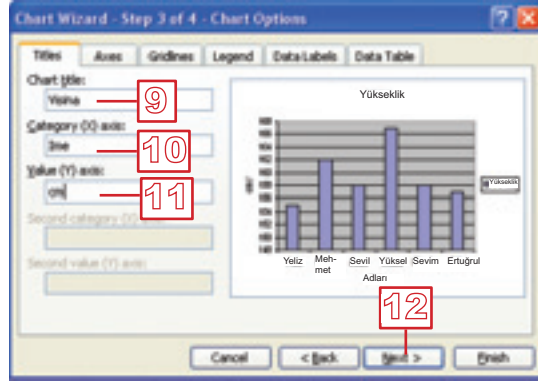 Chart Wizard - Step 3 of 4 - Chart Options
Titles Axes Gridlines Legend Data Labels Data Table
Chart title:
Visina
9
Category (X) axis:
Ime
10
Value (Y) axis:
cm
11
Second category (X) axis:
Second value (Y) axis:
Yükseklik
Yükseklik
Yeliz Meh-
met Sevil Yüksel Sevim Ertuğrul
Adları
12
Cancel < Back Next > Finish